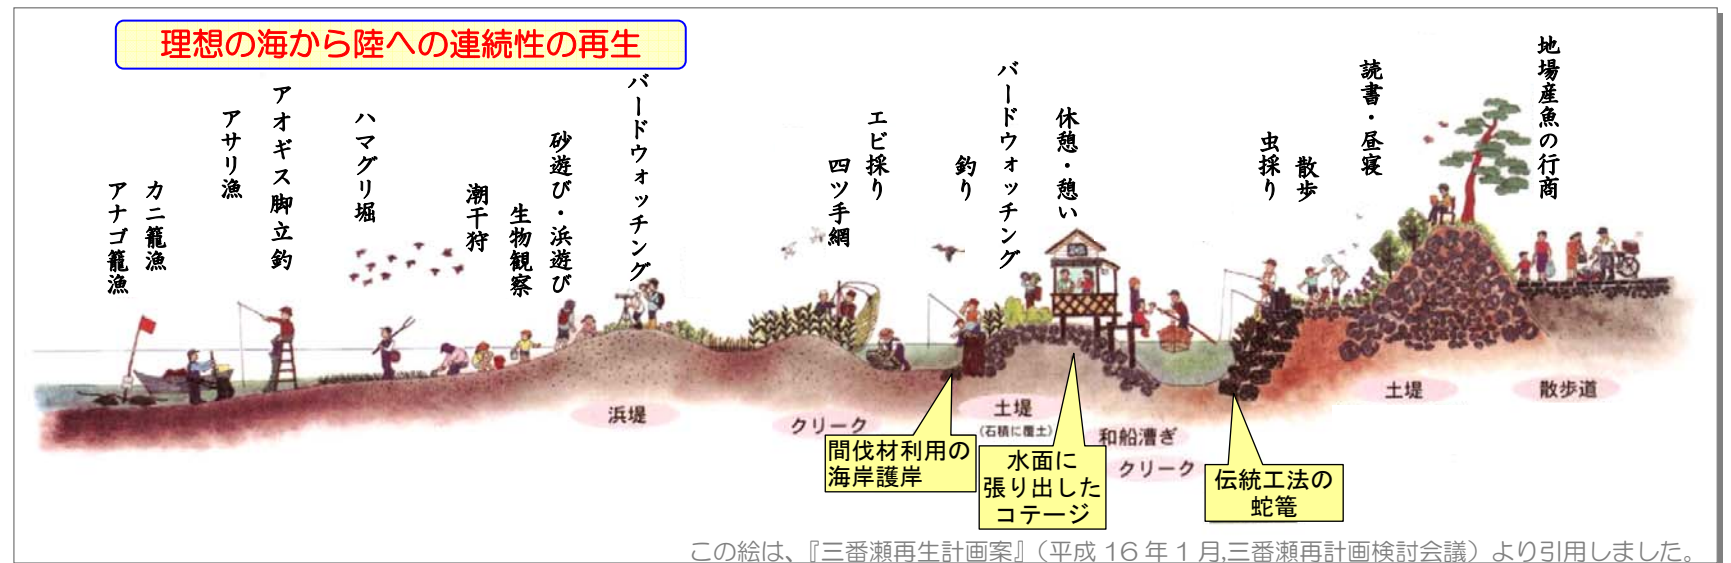 理想の海から陸への連続性の再生
アナゴ籠漁
カニ籠漁
アサリ漁
アオギス脚立釣
ハマグリ堀
潮干狩
生物観察
砂遊び・浜遊び
バードウォッチング
四ツ手網
エビ採り
釣り
バードウォッチング
休憩・憩い
虫採り
散歩
読書・昼寝
地場産魚の行商
浜堤
クリーク
土堤
(石積に覆土)
和船漕ぎ
クリーク
土堤
散歩道
間伐材利用の
海岸護岸
水面に
張り出した
コテージ
伝統工法の
蛇篭
この絵は、『三番瀬再生計画案』（平成 16 年 1 月,三番瀬再計画検討会議）より引用しました。